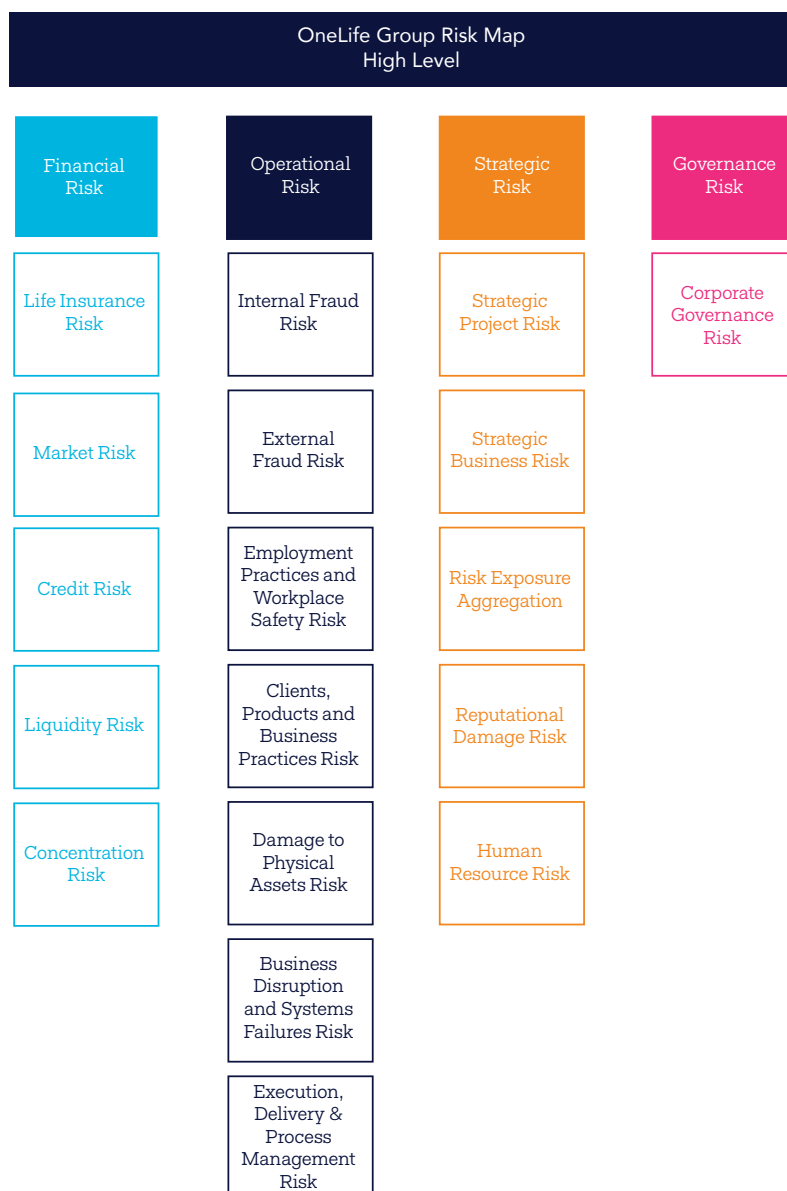 OneLife Group Risk Map
High Level
Financial
Risk
Life Insurance
Risk
Market Risk
Credit Risk
Liquidity Risk
Concentration
Risk
Operational
Risk
Internal Fraud
Risk
External
Fraud Risk
Employment
Practices and
Workplace
Safety Risk
Clients,
Products and
Business
Practices Risk
Damage to
Physical
Assets Risk
Business
Disruption
and Systems
Failures Risk
Execution,
Delivery &
Process
Management
Risk
Strategic
Risk
Strategic
Project Risk
Strategic
Business Risk
Risk Exposure
Aggregation
Reputational
Damage Risk
Human
Resource Risk
Governance
Risk
Corporate
Governance
Risk